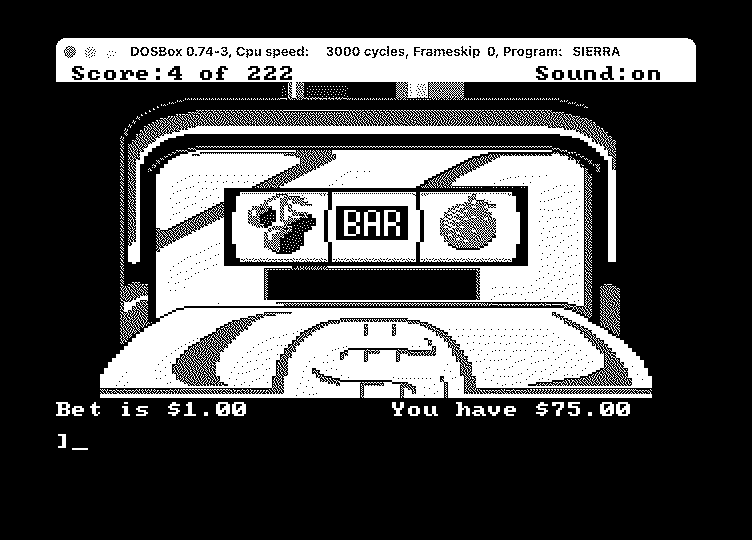 DOSBox 0.74-3, Cpu speed: 3000 cycles, Frameskip 0, Program: SIERRA
Score:4 of 222 Sound:on
BAR
Bet is $1.00 You have $75.00
]_